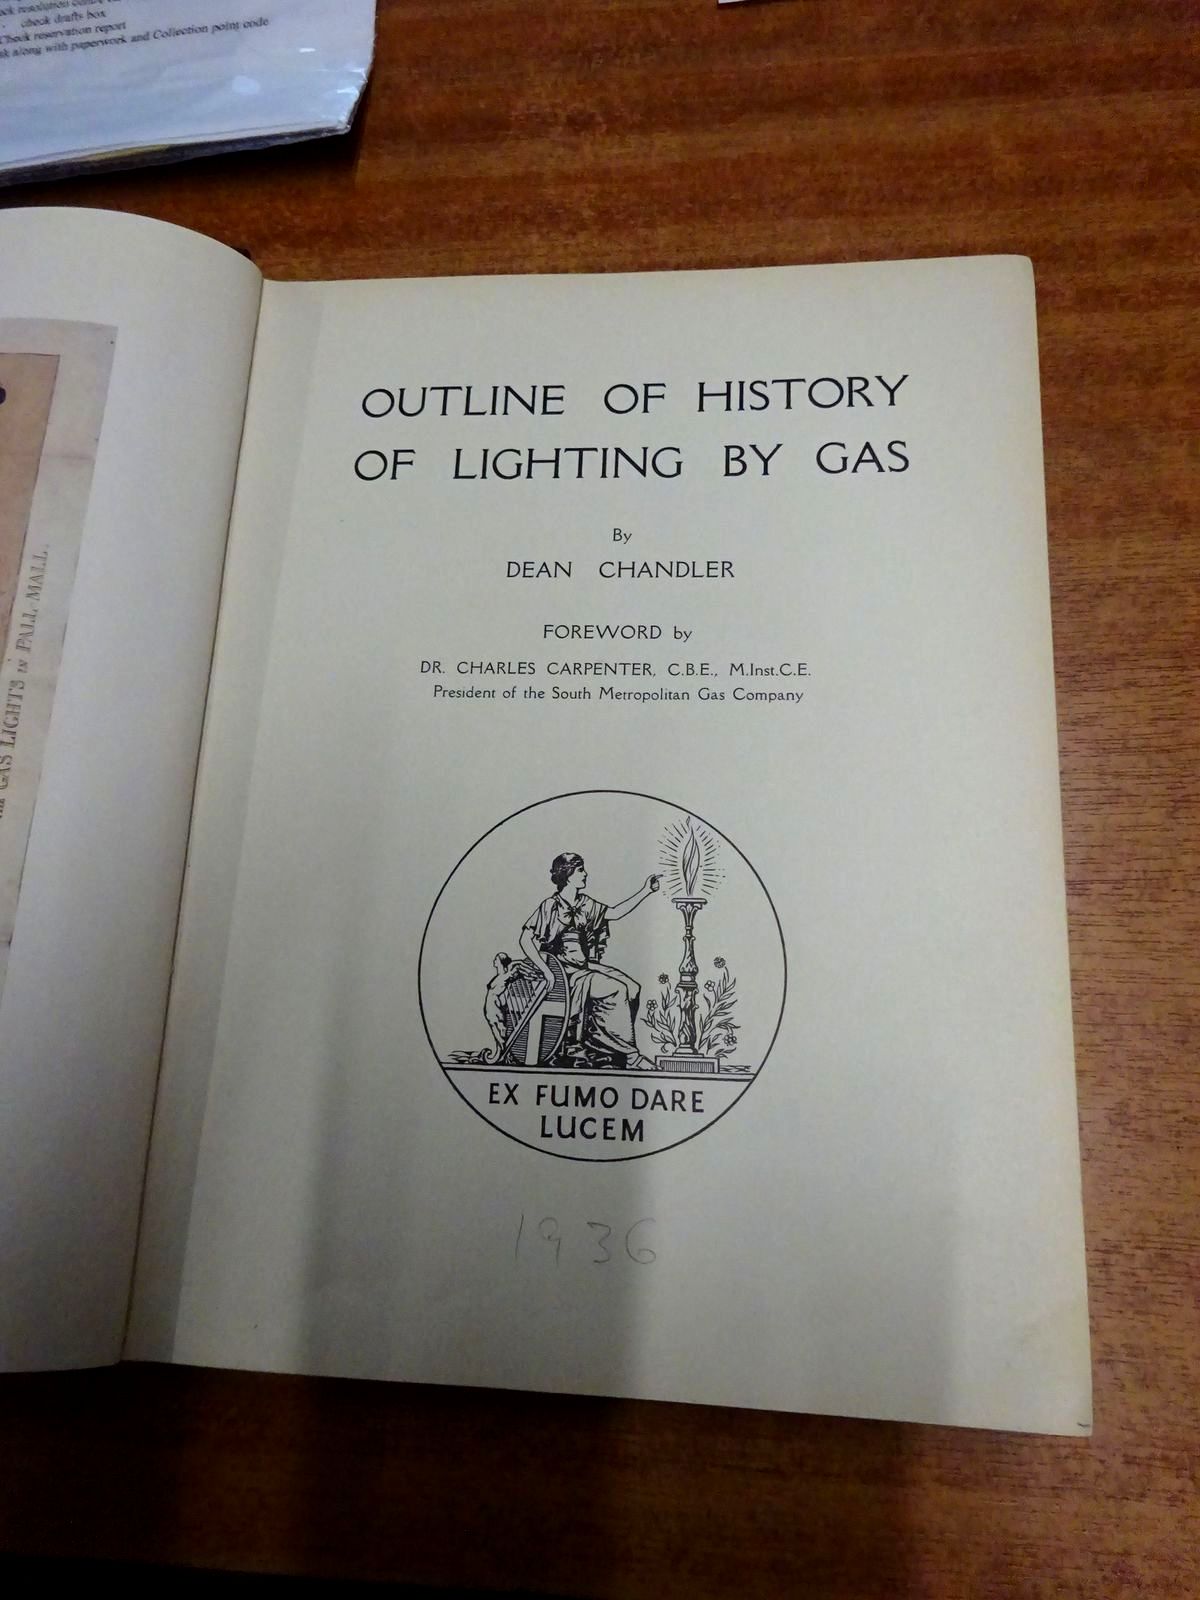 check drafts box
Check reservation report
along with paperwork and Collection point code
GAS LIGHTS in PALL MALL.
OUTLINE OF HISTORY
OF LIGHTING BY GAS
By
DEAN CHANDLER
FOREWORD by
DR. CHARLES CARPENTER, C.B.E., M.Inst.C.E.
President of the South Metropolitan Gas Company
EX FUMO DARE
LUCEM
1936